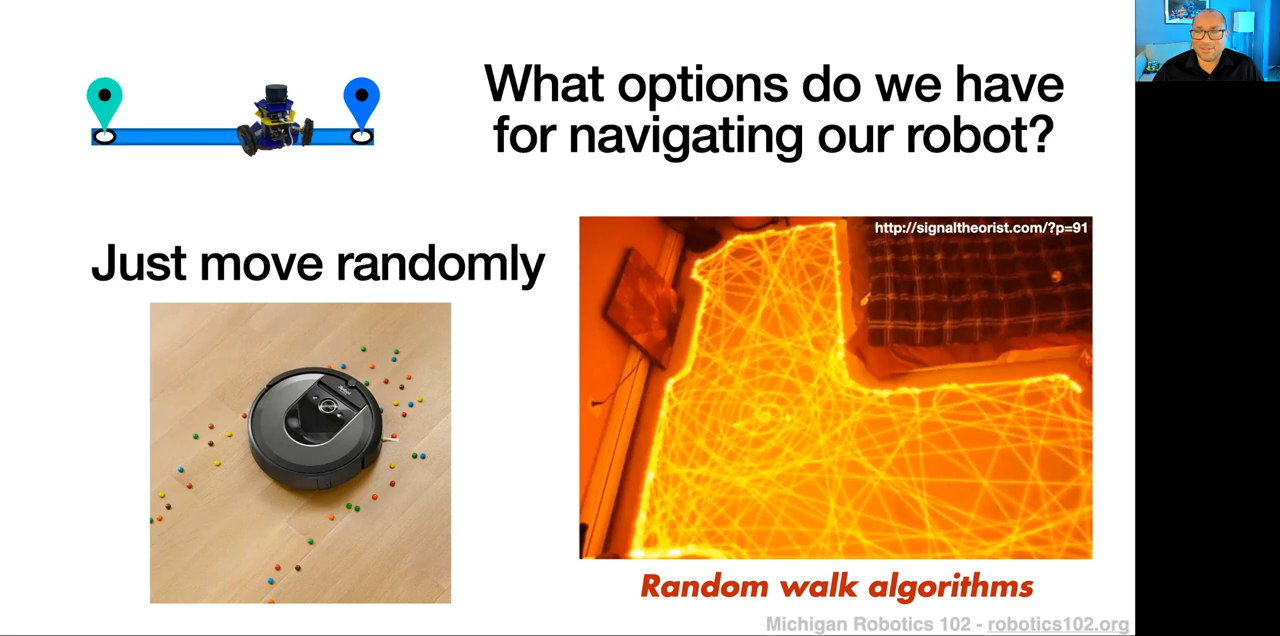 What options do we have
for navigating our robot?
Just move randomly
http://signaltheorist.com/?p=91
Random walk algorithms
Michigan Robotics 102 - robotics102.org